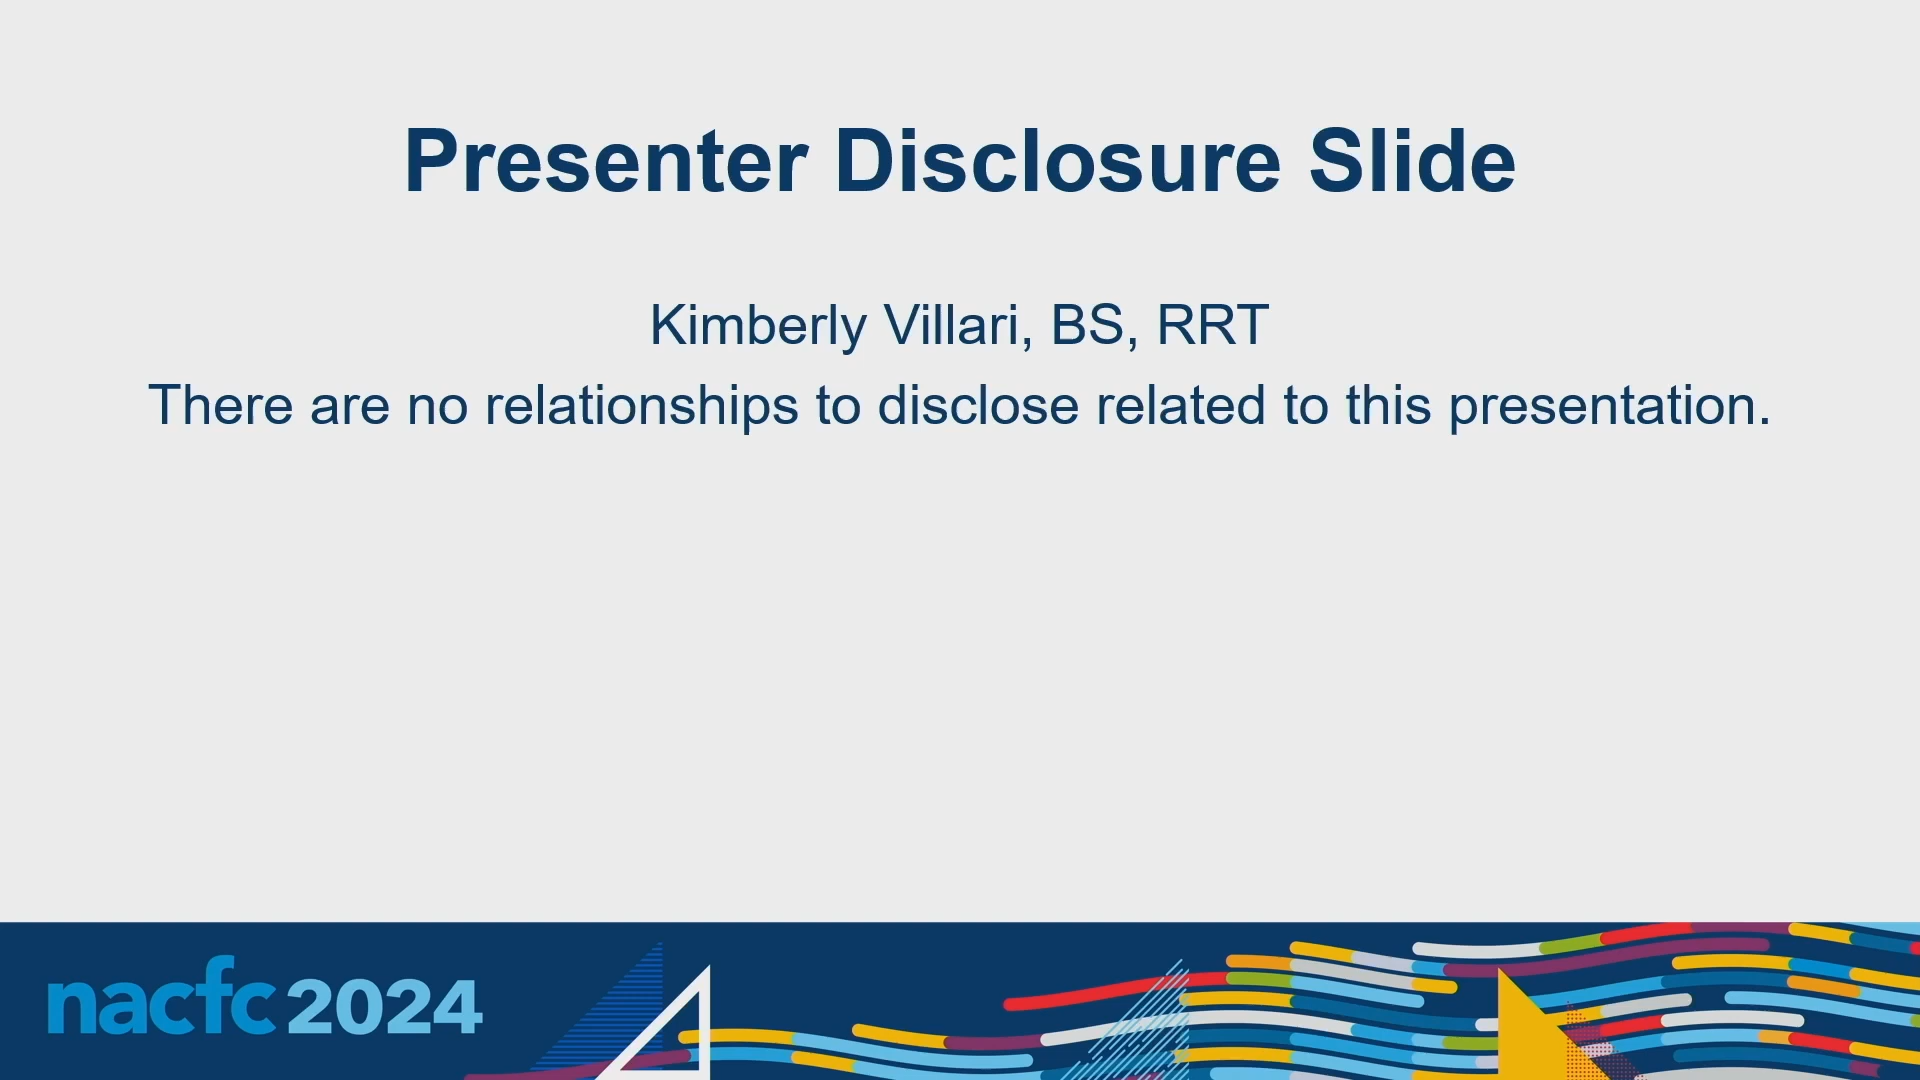 Presenter Disclosure Slide
Kimberly Villari, BS, RRT
There are no relationships to disclose related to this presentation.
nacfc 2024